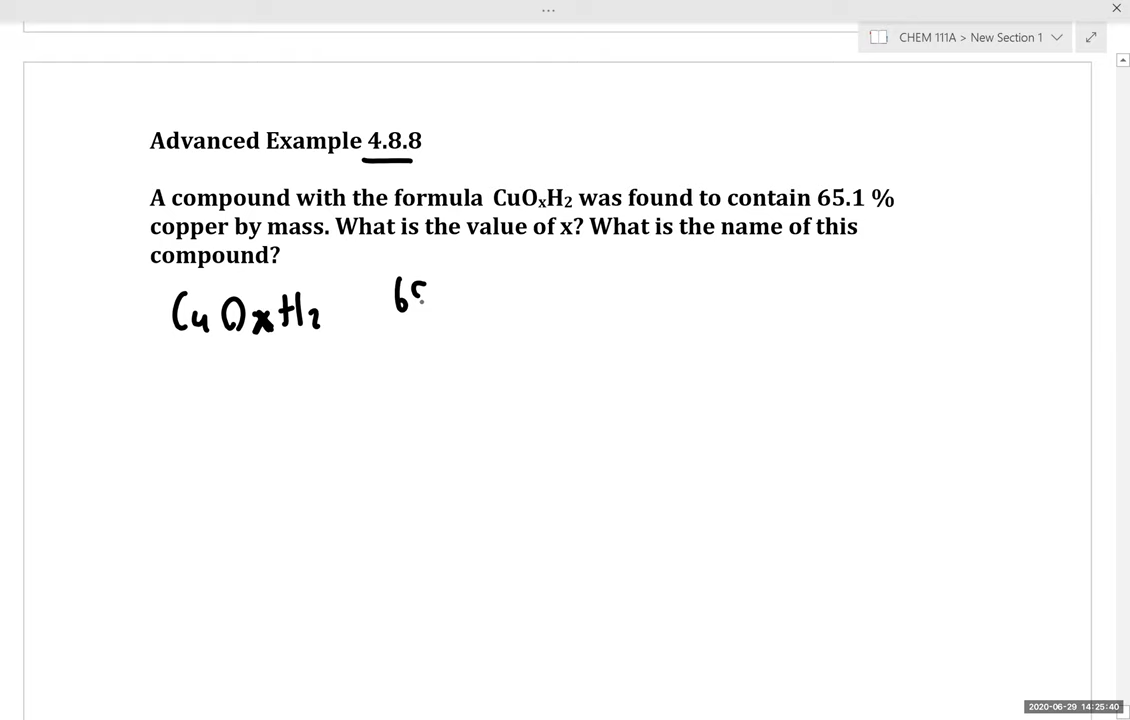 ...
CHEM 111A > New Section 1
Advanced Example 4.8.8
A compound with the formula CuOxH2 was found to contain 65.1 %
copper by mass. What is the value of x? What is the name of this
compound?
CuOxH2 65
2020-06-29 14:25:40